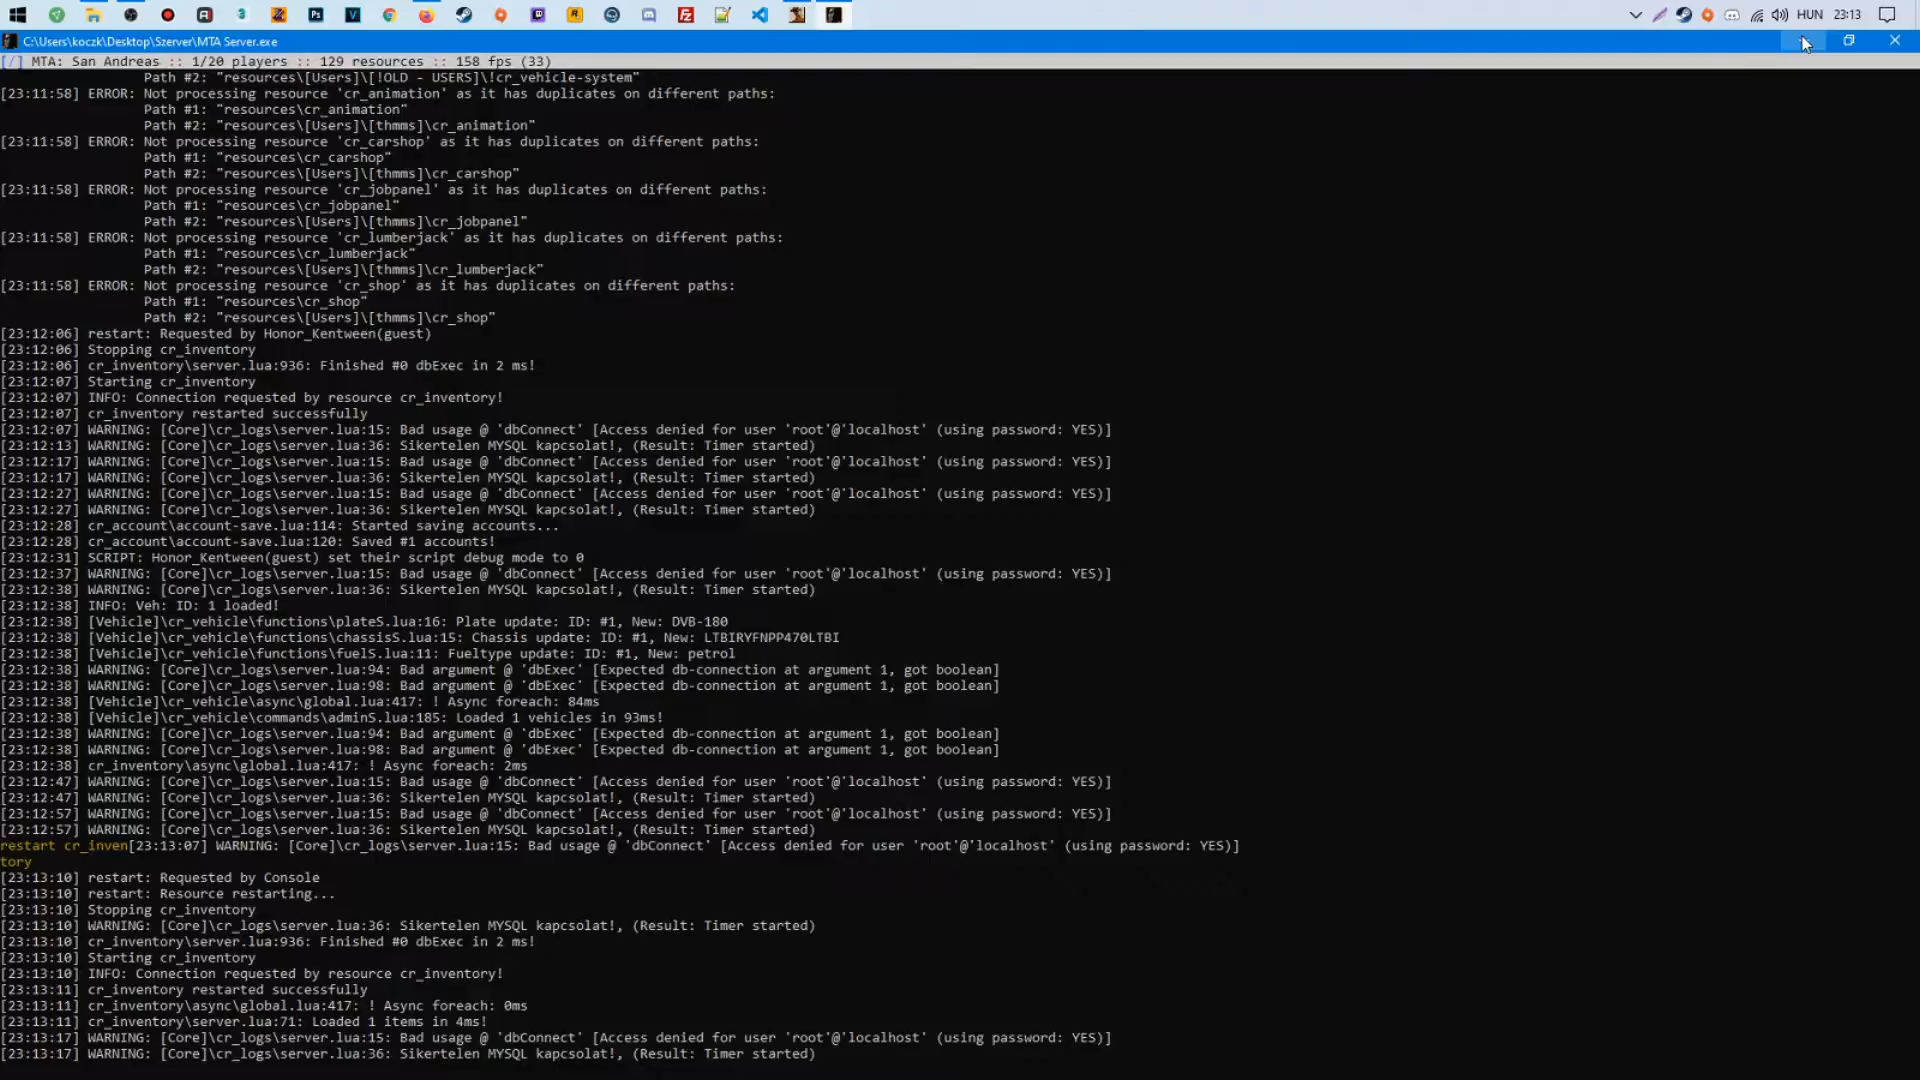 HUN 23:13
C:\Users\koczk\Desktop\Szerver\MTA Server.exe
[/] MTA: San Andreas :: 1/20 players :: 129 resources :: 158 fps (33)
Path #2: "resources\[Users]\[!OLD - USERS]\!cr_vehicle-system"
[23:11:58] ERROR: Not processing resource 'cr_animation' as it has duplicates on different paths:
Path #1: "resources\cr_animation"
Path #2: "resources\[Users]\[thmms]\cr_animation"
[23:11:58] ERROR: Not processing resource 'cr_carshop' as it has duplicates on different paths:
Path #1: "resources\cr_carshop"
Path #2: "resources\[Users]\[thmms]\cr_carshop"
[23:11:58] ERROR: Not processing resource 'cr_jobpanel' as it has duplicates on different paths:
Path #1: "resources\cr_jobpanel"
Path #2: "resources\[Users]\[thmms]\cr_jobpanel"
[23:11:58] ERROR: Not processing resource 'cr_lumberjack' as it has duplicates on different paths:
Path #1: "resources\cr_lumberjack"
Path #2: "resources\[Users]\[thmms]\cr_lumberjack"
[23:11:58] ERROR: Not processing resource 'cr_shop' as it has duplicates on different paths:
Path #1: "resources\cr_shop"
Path #2: "resources\[Users]\[thmms]\cr_shop"
[23:12:06] restart: Requested by Honor_Kentween(guest)
[23:12:06] Stopping cr_inventory
[23:12:06] cr_inventory\server.lua:936: Finished #0 dbExec in 2 ms!
[23:12:07] Starting cr_inventory
[23:12:07] INFO: Connection requested by resource cr_inventory!
[23:12:07] cr_inventory restarted successfully
[23:12:07] WARNING: [Core]\cr_logs\server.lua:15: Bad usage @ 'dbConnect' [Access denied for user 'root'@'localhost' (using password: YES)]
[23:12:13] WARNING: [Core]\cr_logs\server.lua:36: Sikertelen MYSQL kapcsolat!, (Result: Timer started)
[23:12:17] WARNING: [Core]\cr_logs\server.lua:15: Bad usage @ 'dbConnect' [Access denied for user 'root'@'localhost' (using password: YES)]
[23:12:17] WARNING: [Core]\cr_logs\server.lua:36: Sikertelen MYSQL kapcsolat!, (Result: Timer started)
[23:12:27] WARNING: [Core]\cr_logs\server.lua:15: Bad usage @ 'dbConnect' [Access denied for user 'root'@'localhost' (using password: YES)]
[23:12:27] WARNING: [Core]\cr_logs\server.lua:36: Sikertelen MYSQL kapcsolat!, (Result: Timer started)
[23:12:28] cr_account\account-save.lua:114: Started saving accounts...
[23:12:28] cr_account\account-save.lua:120: Saved #1 accounts!
[23:12:31] SCRIPT: Honor_Kentween(guest) set their script debug mode to 0
[23:12:37] WARNING: [Core]\cr_logs\server.lua:15: Bad usage @ 'dbConnect' [Access denied for user 'root'@'localhost' (using password: YES)]
[23:12:37] WARNING: [Core]\cr_logs\server.lua:36: Sikertelen MYSQL kapcsolat!, (Result: Timer started)
[23:12:38] INFO: Veh: ID: 1 loaded!
[23:12:38] [Vehicle]\cr_vehicle\functions\plateS.lua:16: Plate update: ID: #1, New: DVB-180
[23:12:38] [Vehicle]\cr_vehicle\functions\chassisS.lua:15: Chassis update: ID: #1, New: LTBIRYFNPP470LTBI
[23:12:38] [Vehicle]\cr_vehicle\functions\fuelS.lua:11: Fueltype update: ID: #1, New: petrol
[23:12:38] WARNING: [Core]\cr_logs\server.lua:94: Bad argument @ 'dbExec' [Expected db-connection at argument 1, got boolean]
[23:12:38] WARNING: [Core]\cr_logs\server.lua:98: Bad argument @ 'dbExec' [Expected db-connection at argument 1, got boolean]
[23:12:38] [Vehicle]\cr_vehicle\async\global.lua:417: ! Async foreach: 84ms
[23:12:38] [Vehicle]\cr_vehicle\commands\adminS.lua:185: Loaded 1 vehicles in 93ms!
[23:12:38] WARNING: [Core]\cr_logs\server.lua:94: Bad argument @ 'dbExec' [Expected db-connection at argument 1, got boolean]
[23:12:38] WARNING: [Core]\cr_logs\server.lua:98: Bad argument @ 'dbExec' [Expected db-connection at argument 1, got boolean]
[23:12:38] cr_inventory\async\global.lua:417: ! Async foreach: 2ms
[23:12:47] WARNING: [Core]\cr_logs\server.lua:15: Bad usage @ 'dbConnect' [Access denied for user 'root'@'localhost' (using password: YES)]
[23:12:47] WARNING: [Core]\cr_logs\server.lua:36: Sikertelen MYSQL kapcsolat!, (Result: Timer started)
[23:12:57] WARNING: [Core]\cr_logs\server.lua:15: Bad usage @ 'dbConnect' [Access denied for user 'root'@'localhost' (using password: YES)]
[23:12:57] WARNING: [Core]\cr_logs\server.lua:36: Sikertelen MYSQL kapcsolat!, (Result: Timer started)
restart cr_inven[23:13:07] WARNING: [Core]\cr_logs\server.lua:15: Bad usage @ 'dbConnect' [Access denied for user 'root'@'localhost' (using password: YES)]
tory
[23:13:10] restart: Requested by Console
[23:13:10] restart: Resource restarting...
[23:13:10] Stopping cr_inventory
[23:13:10] WARNING: [Core]\cr_logs\server.lua:36: Sikertelen MYSQL kapcsolat!, (Result: Timer started)
[23:13:10] cr_inventory\server.lua:936: Finished #0 dbExec in 2 ms!
[23:13:10] Starting cr_inventory
[23:13:10] INFO: Connection requested by resource cr_inventory!
[23:13:11] cr_inventory restarted successfully
[23:13:11] cr_inventory\async\global.lua:417: ! Async foreach: 0ms
[23:13:11] cr_inventory\server.lua:71: Loaded 1 items in 4ms!
[23:13:17] WARNING: [Core]\cr_logs\server.lua:15: Bad usage @ 'dbConnect' [Access denied for user 'root'@'localhost' (using password: YES)]
[23:13:17] WARNING: [Core]\cr_logs\server.lua:36: Sikertelen MYSQL kapcsolat!, (Result: Timer started)